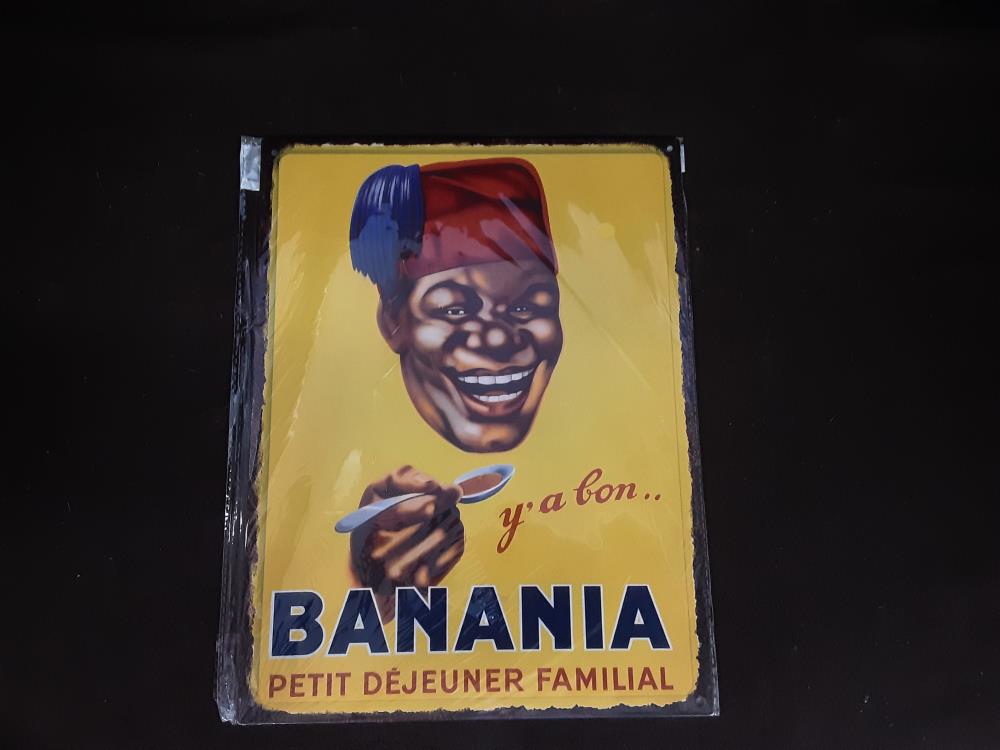 y'a bon..
BANANIA
PETIT DÉJEUNER FAMILIAL